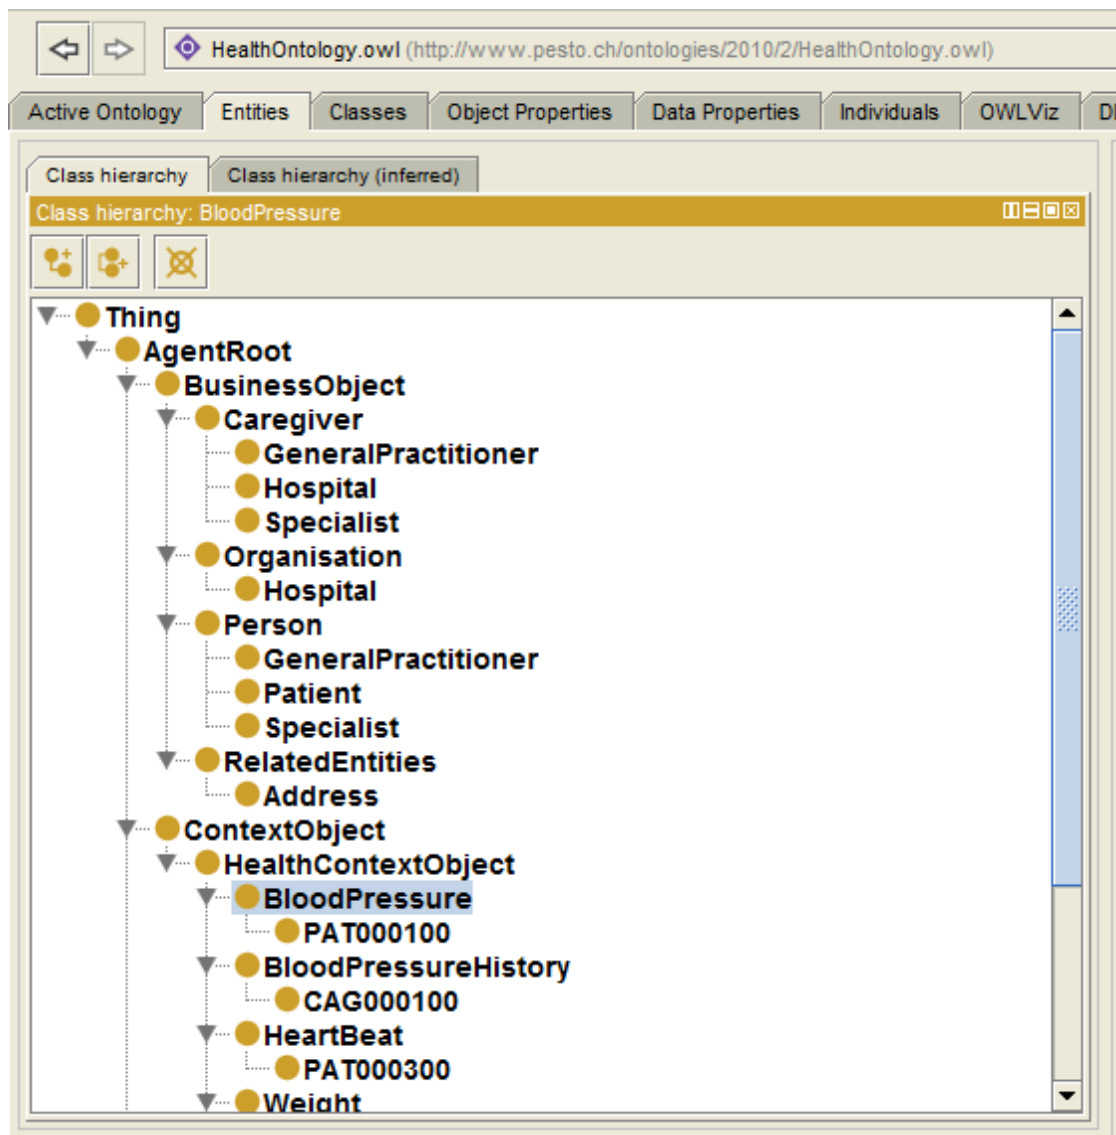 HealthOntology.owl (http://www.pesto.ch/ontologies/2010/2/HealthOntology.owl)
Active Ontology Entities Classes Object Properties Data Properties Individuals OWLViz
Class hierarchy Class hierarchy (inferred)
Class hierarchy: BloodPressure
Thing
AgentRoot
BusinessObject
Caregiver
GeneralPractitioner
Hospital
Specialist
Organisation
Hospital
Person
GeneralPractitioner
Patient
Specialist
RelatedEntities
Address
ContextObject
HealthContextObject
BloodPressure
PAT000100
BloodPressureHistory
CAG000100
HeartBeat
PAT000300
Weight